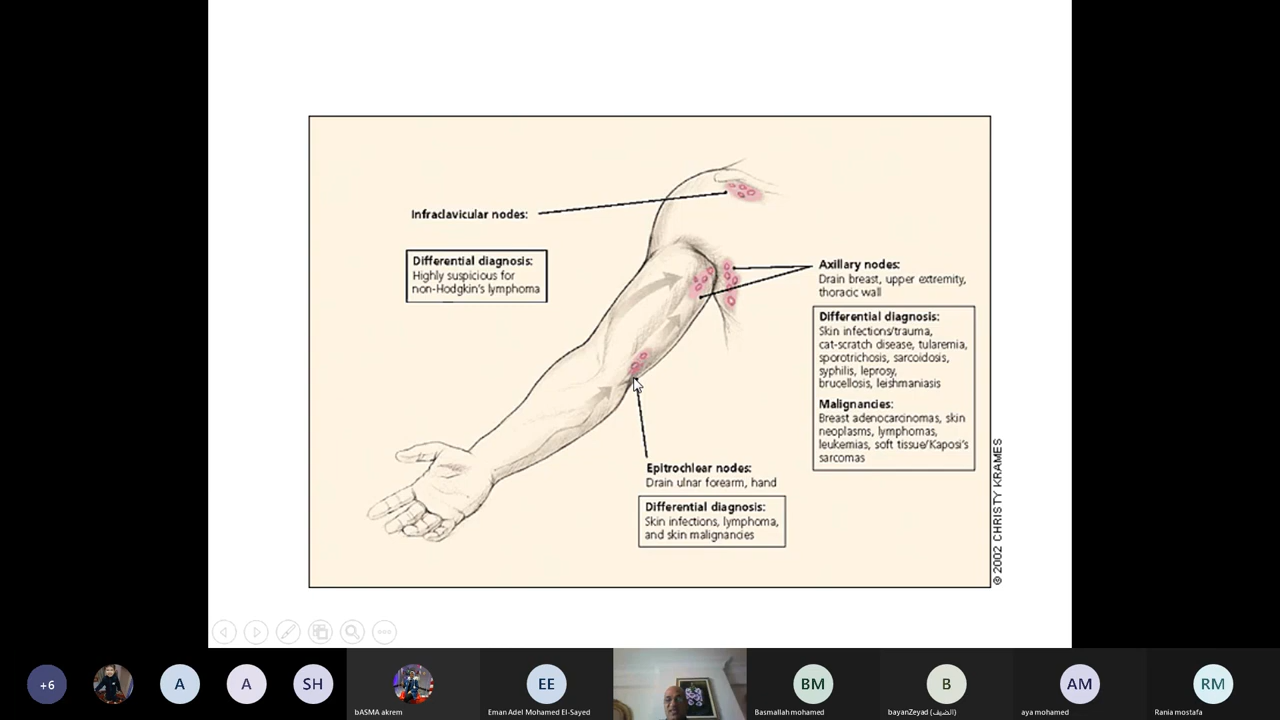 Infraclavicular nodes:
Differential diagnosis:
Highly suspicious for
non-Hodgkin's lymphoma
Axillary nodes:
Drain breast, upper extremity,
thoracic wall
Differential diagnosis:
Skin infections/trauma,
cat-scratch disease, tularemia,
sporotrichosis, sarcoidosis,
syphilis, leprosy,
brucellosis, leishmaniasis
Malignancies:
Breast adenocarcinomas, skin
neoplasms, lymphomas,
leukemias, soft tissue/Kaposi's
sarcomas
Epitrochlear nodes:
Drain ulnar forearm, hand
Differential diagnosis:
Skin infections, lymphoma,
and skin malignancies
© 2002 CHRISTY KRAMES
+6
A
A
SH
bASMA akrem
EE
Eman Adel Mohamed El-Sayed
BM
Basmallah mohamed
B
bayanZeyad (الضيف)
AM
aya mohamed
RM
Rania mostafa